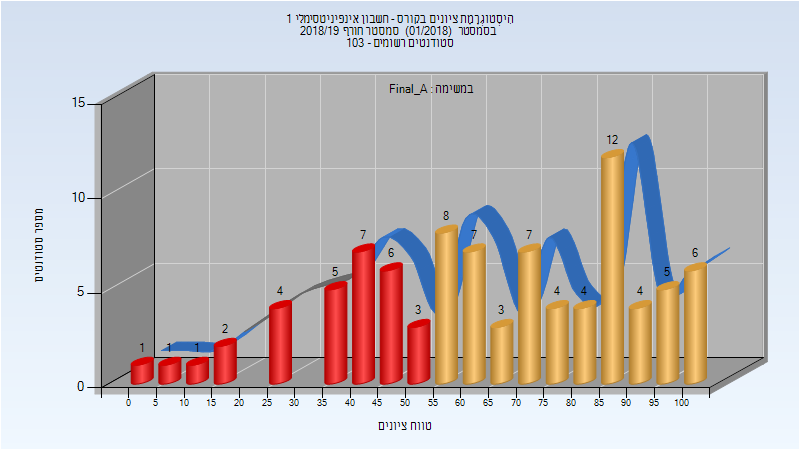 היסטוגרמת ציונים בקורס - חשבון אינפיניטסימלי 1
בסמסטר (01/2018) סמסטר חורף 2018/19
סטודנטים רשומים - 103
במשימה : Final_A
מספר סטודנטים
15
10
5
0
1 1 1 2 4 5 7 6 3 8 7 3 7 4 4 12 4 5 6
0 5 10 15 20 25 30 35 40 45 50 55 60 65 70 75 80 85 90 95 100
טווח ציונים